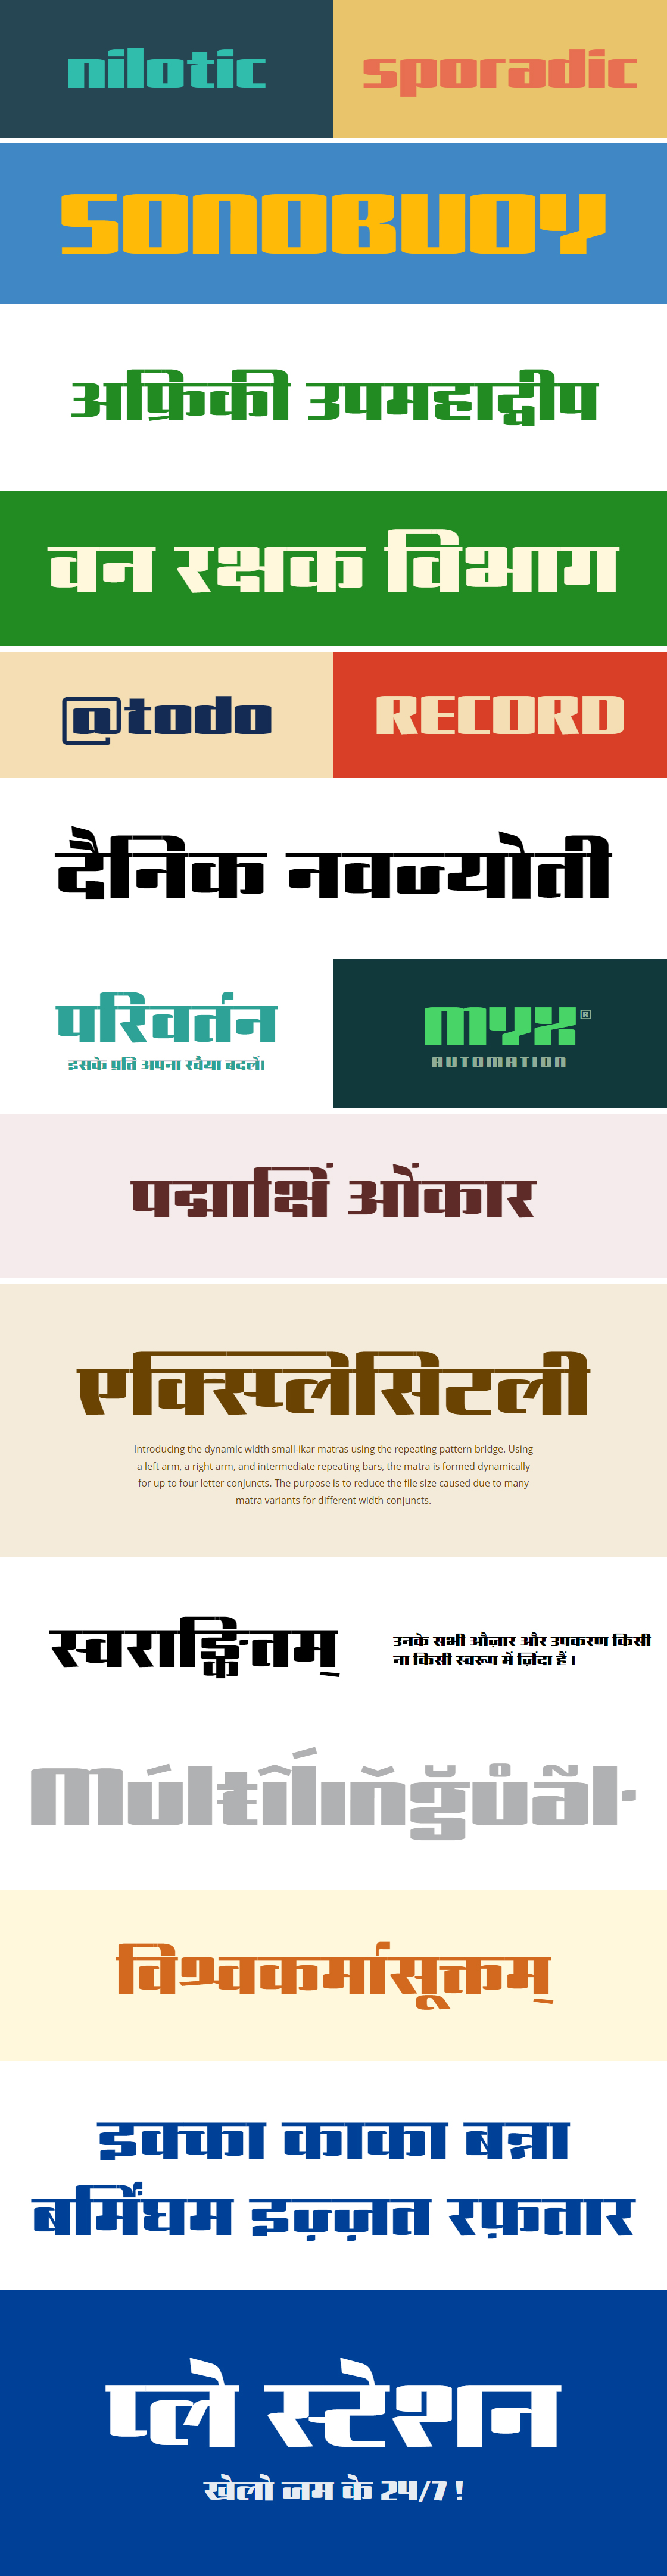 nilotic
sporadic
SONOBUOY
अफ्रिकी उपमहाद्वीप
वन रक्षक विभाग
@todo
RECORD
दैनिक नवज्योती
परिवर्तन
इसके प्रति अपना रवैया बदलें।
MYX®
AUTOMATION
पद्माक्षिं ओंकार
एक्स्प्लिसिटली
Introducing the dynamic width small-ikar matras using the repeating pattern bridge. Using
a left arm, a right arm, and intermediate repeating bars, the matra is formed dynamically
for up to four letter conjuncts. The purpose is to reduce the file size caused due to many
matra variants for different width conjuncts.
स्वराङ्कितम्
उनके सभी औज़ार और उपकरण किसी
ना किसी स्वरूप में ज़िंदा हैं।
विश्वकर्मासूक्तम्
इक्का काका बन्ना
बर्मिंघम इज़्ज़त रफ़्तार
प्ले स्टेशन
खेलो जम के 24/7 !